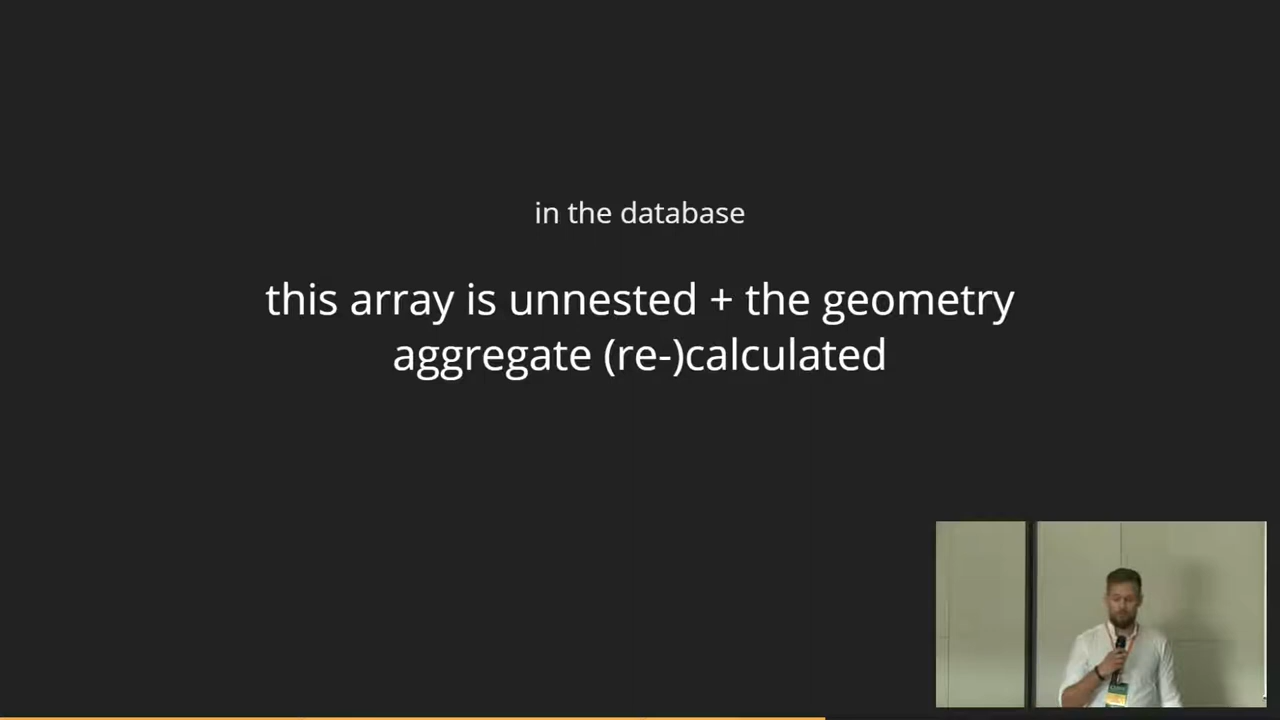 in the database
this array is unnested + the geometry
aggregate (re-)calculated